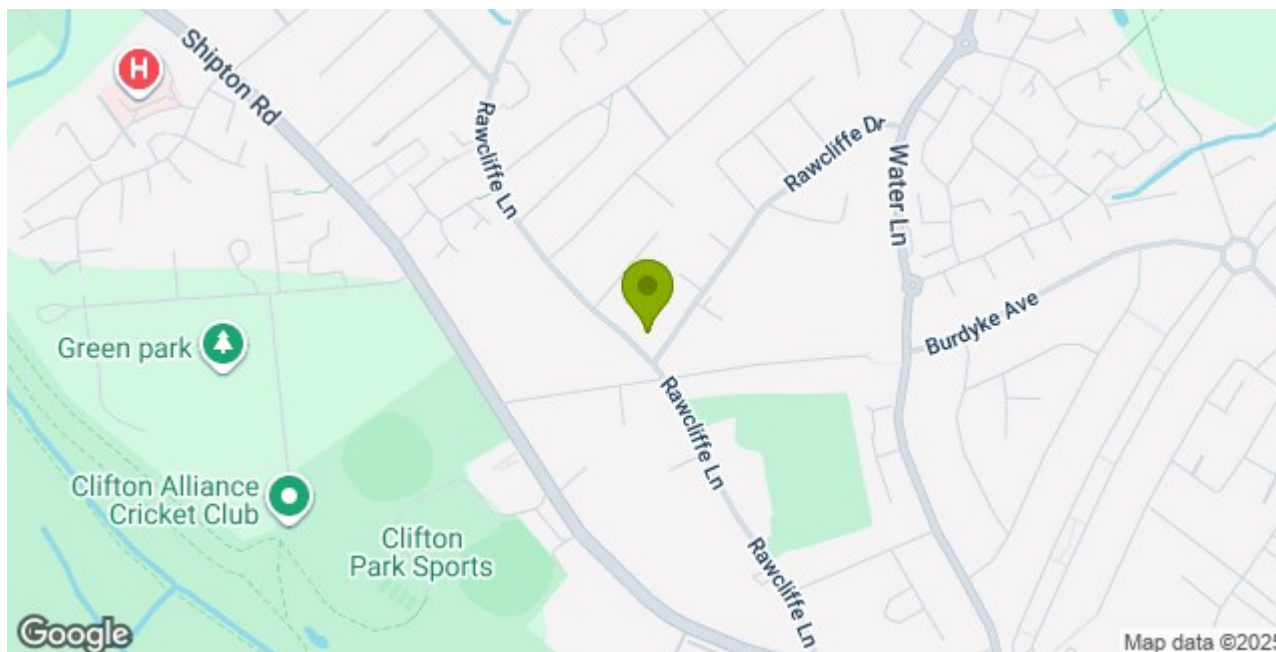 Shipton Rd
H
Rawcliffe Ln
Rawcliffe Dr
Water Ln
Burdyke Ave
Green park
Rawcliffe Ln
Clifton Alliance
Cricket Club
Clifton
Park Sports
Rawcliffe Ln
Google
Map data ©2025